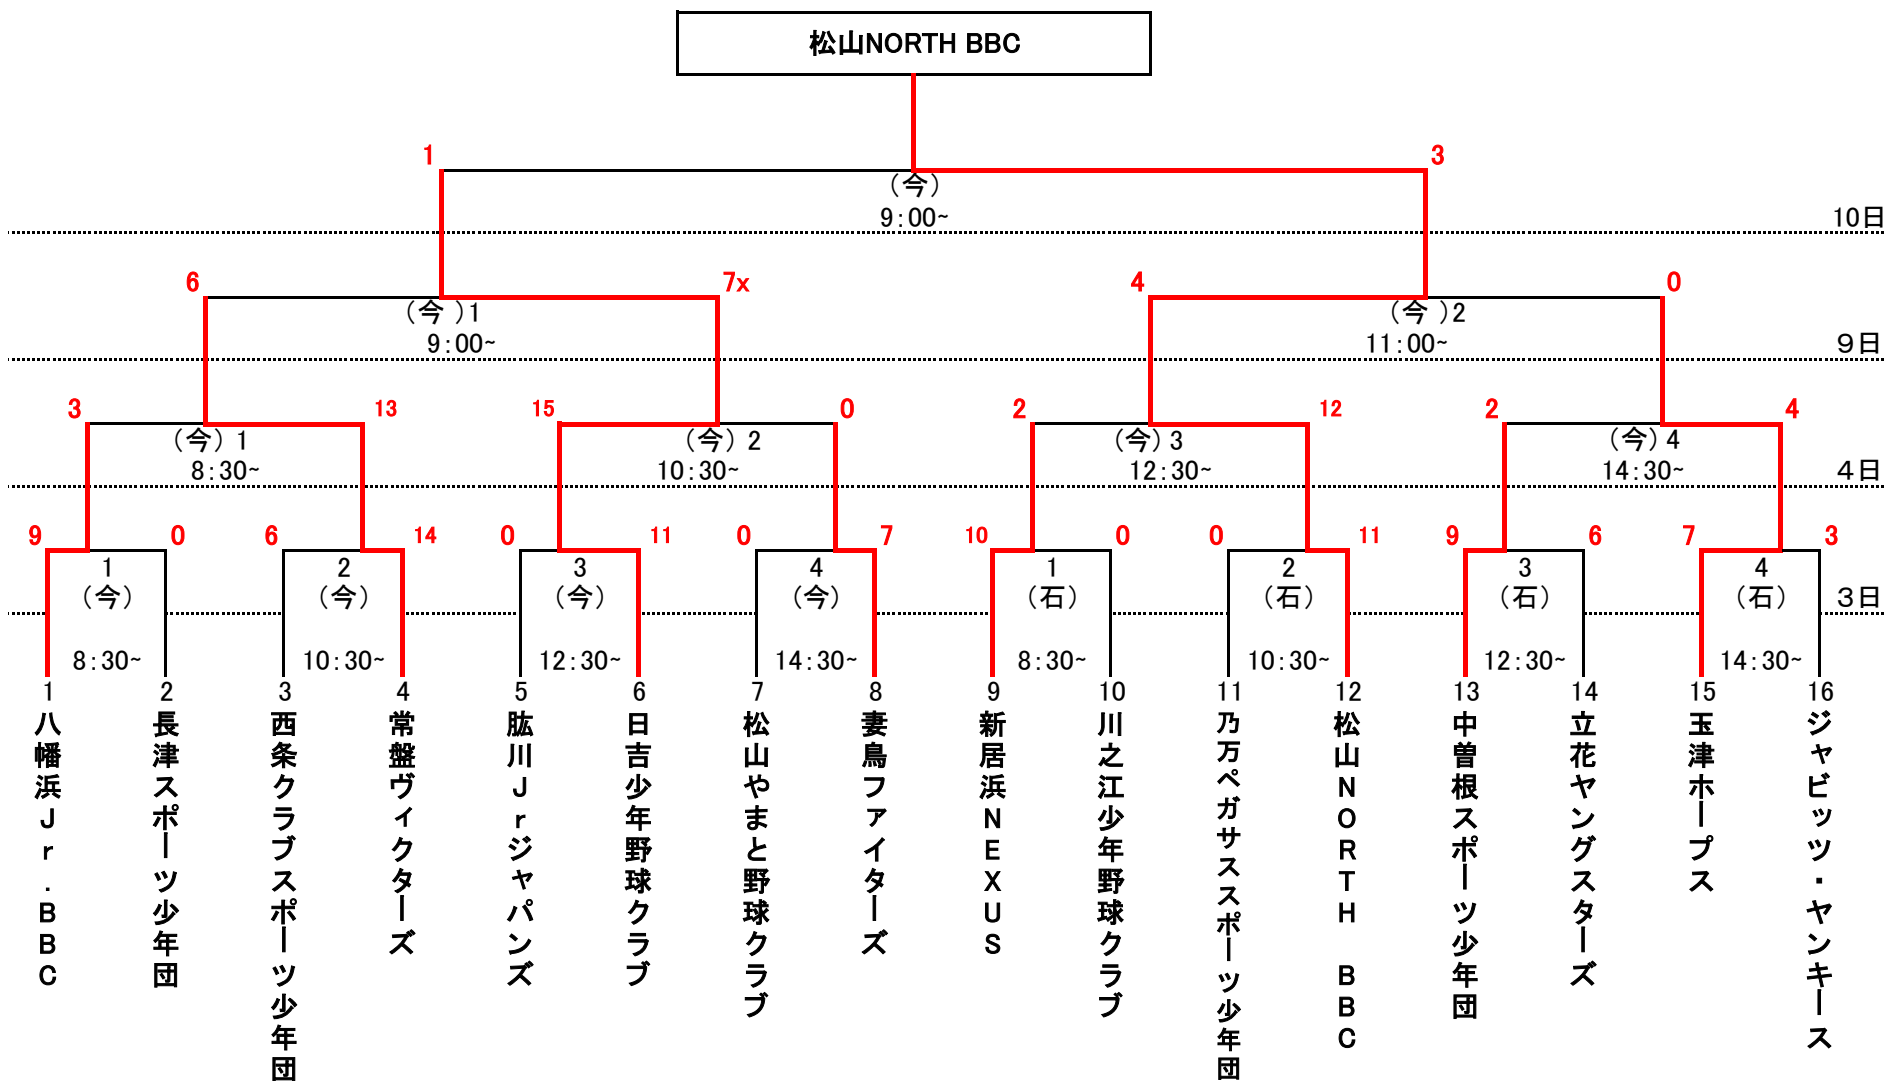 松山NORTH BBC
1 3
(今)
9:00~
10日
6 7x 4 0
(今 )1 (今 )2
9:00~ 11:00~ 9日
3 13 15 0 2 12 2 4
(今) 1 (今) 2 (今) 3 (今) 4
8:30~ 10:30~ 12:30~ 14:30~ 4日
9 0 6 14 0 11 0 7 10 0 0 11 9 6 7 3
1 2 3 4 1 2 3 4
(今) (今) (今) (今) (石) (石) (石) (石) 3日
8:30~ 10:30~ 12:30~ 14:30~ 8:30~ 10:30~ 12:30~ 14:30~
1 2 3 4 5 6 7 8 9 10 11 12 13 14 15 16
八幡浜Jr.BBC
長津スポーツ少年団
西条クラブスポーツ少年団
常盤ヴィクターズ
肱川Jrジャパンズ
日吉少年野球クラブ
松山やまと野球クラブ
妻鳥ファイターズ
新居浜NEXUS
川之江少年野球クラブ
乃万ペガサススポーツ少年団
松山NORTH BBC
中曽根スポーツ少年団
立花ヤングスターズ
玉津ホープス
ジャビッツ・ヤンキース